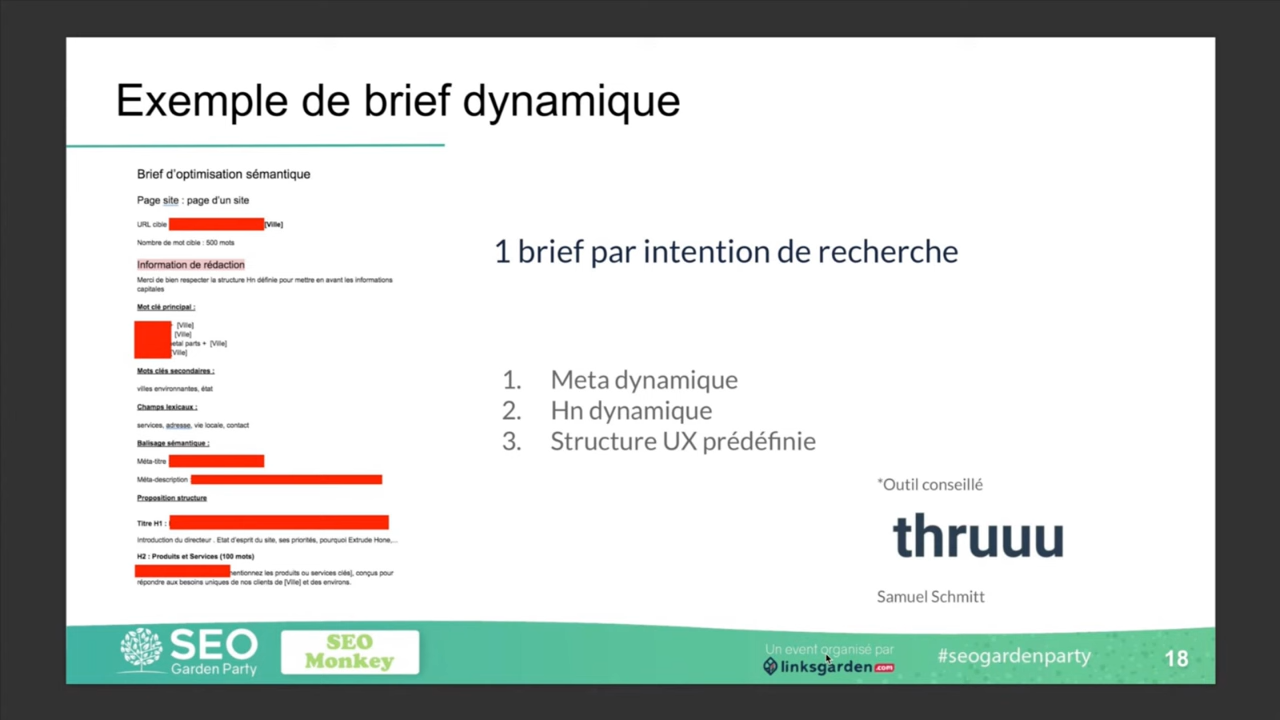 Exemple de brief dynamique
Brief d'optimisation sémantique
Page site : page d'un site
URL cible [Ville]
Nombre de mot cible : 500 mots
Information de rédaction
Merci de bien respecter la structure Hn définie pour mettre en avant les informations
capitales
Mot clé principal :
+ [Ville]
[Ville]
etal parts + [Ville]
[Ville]
Mots clés secondaires :
villes environnantes, état
Champs lexicaux :
services, adresse, vie locale, contact
Balisage sémantique :
Méta-titre
Méta-description
Proposition structure
Titre H1 :
Introduction du directeur . Etat d'esprit du site, ses priorités, pourquoi Extrude Hone,...
H2 : Produits et Services (100 mots)
mentionnez les produits ou services clés], conçus pour
répondre aux besoins uniques de nos clients de [Ville] et des environs.
1 brief par intention de recherche
1. Meta dynamique
2. Hn dynamique
3. Structure UX prédéfinie
*Outil conseillé
thruuu
Samuel Schmitt
SEO
Garden Party
SEO
Monkey
Un event organisé par
linksgarden.com
#seogardenparty
18